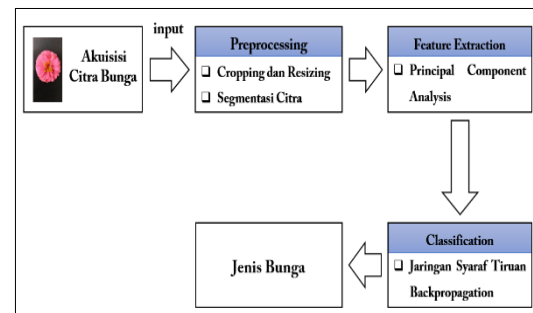 Akuisisi
Citra Bunga
input
Preprocessing
❑ Cropping dan Resizing
❑ Segmentasi Citra
Feature Extraction
❑ Principal Component
Analysis
Classification
❑ Jaringan Syaraf Tiruan
Backpropagation
Jenis Bunga